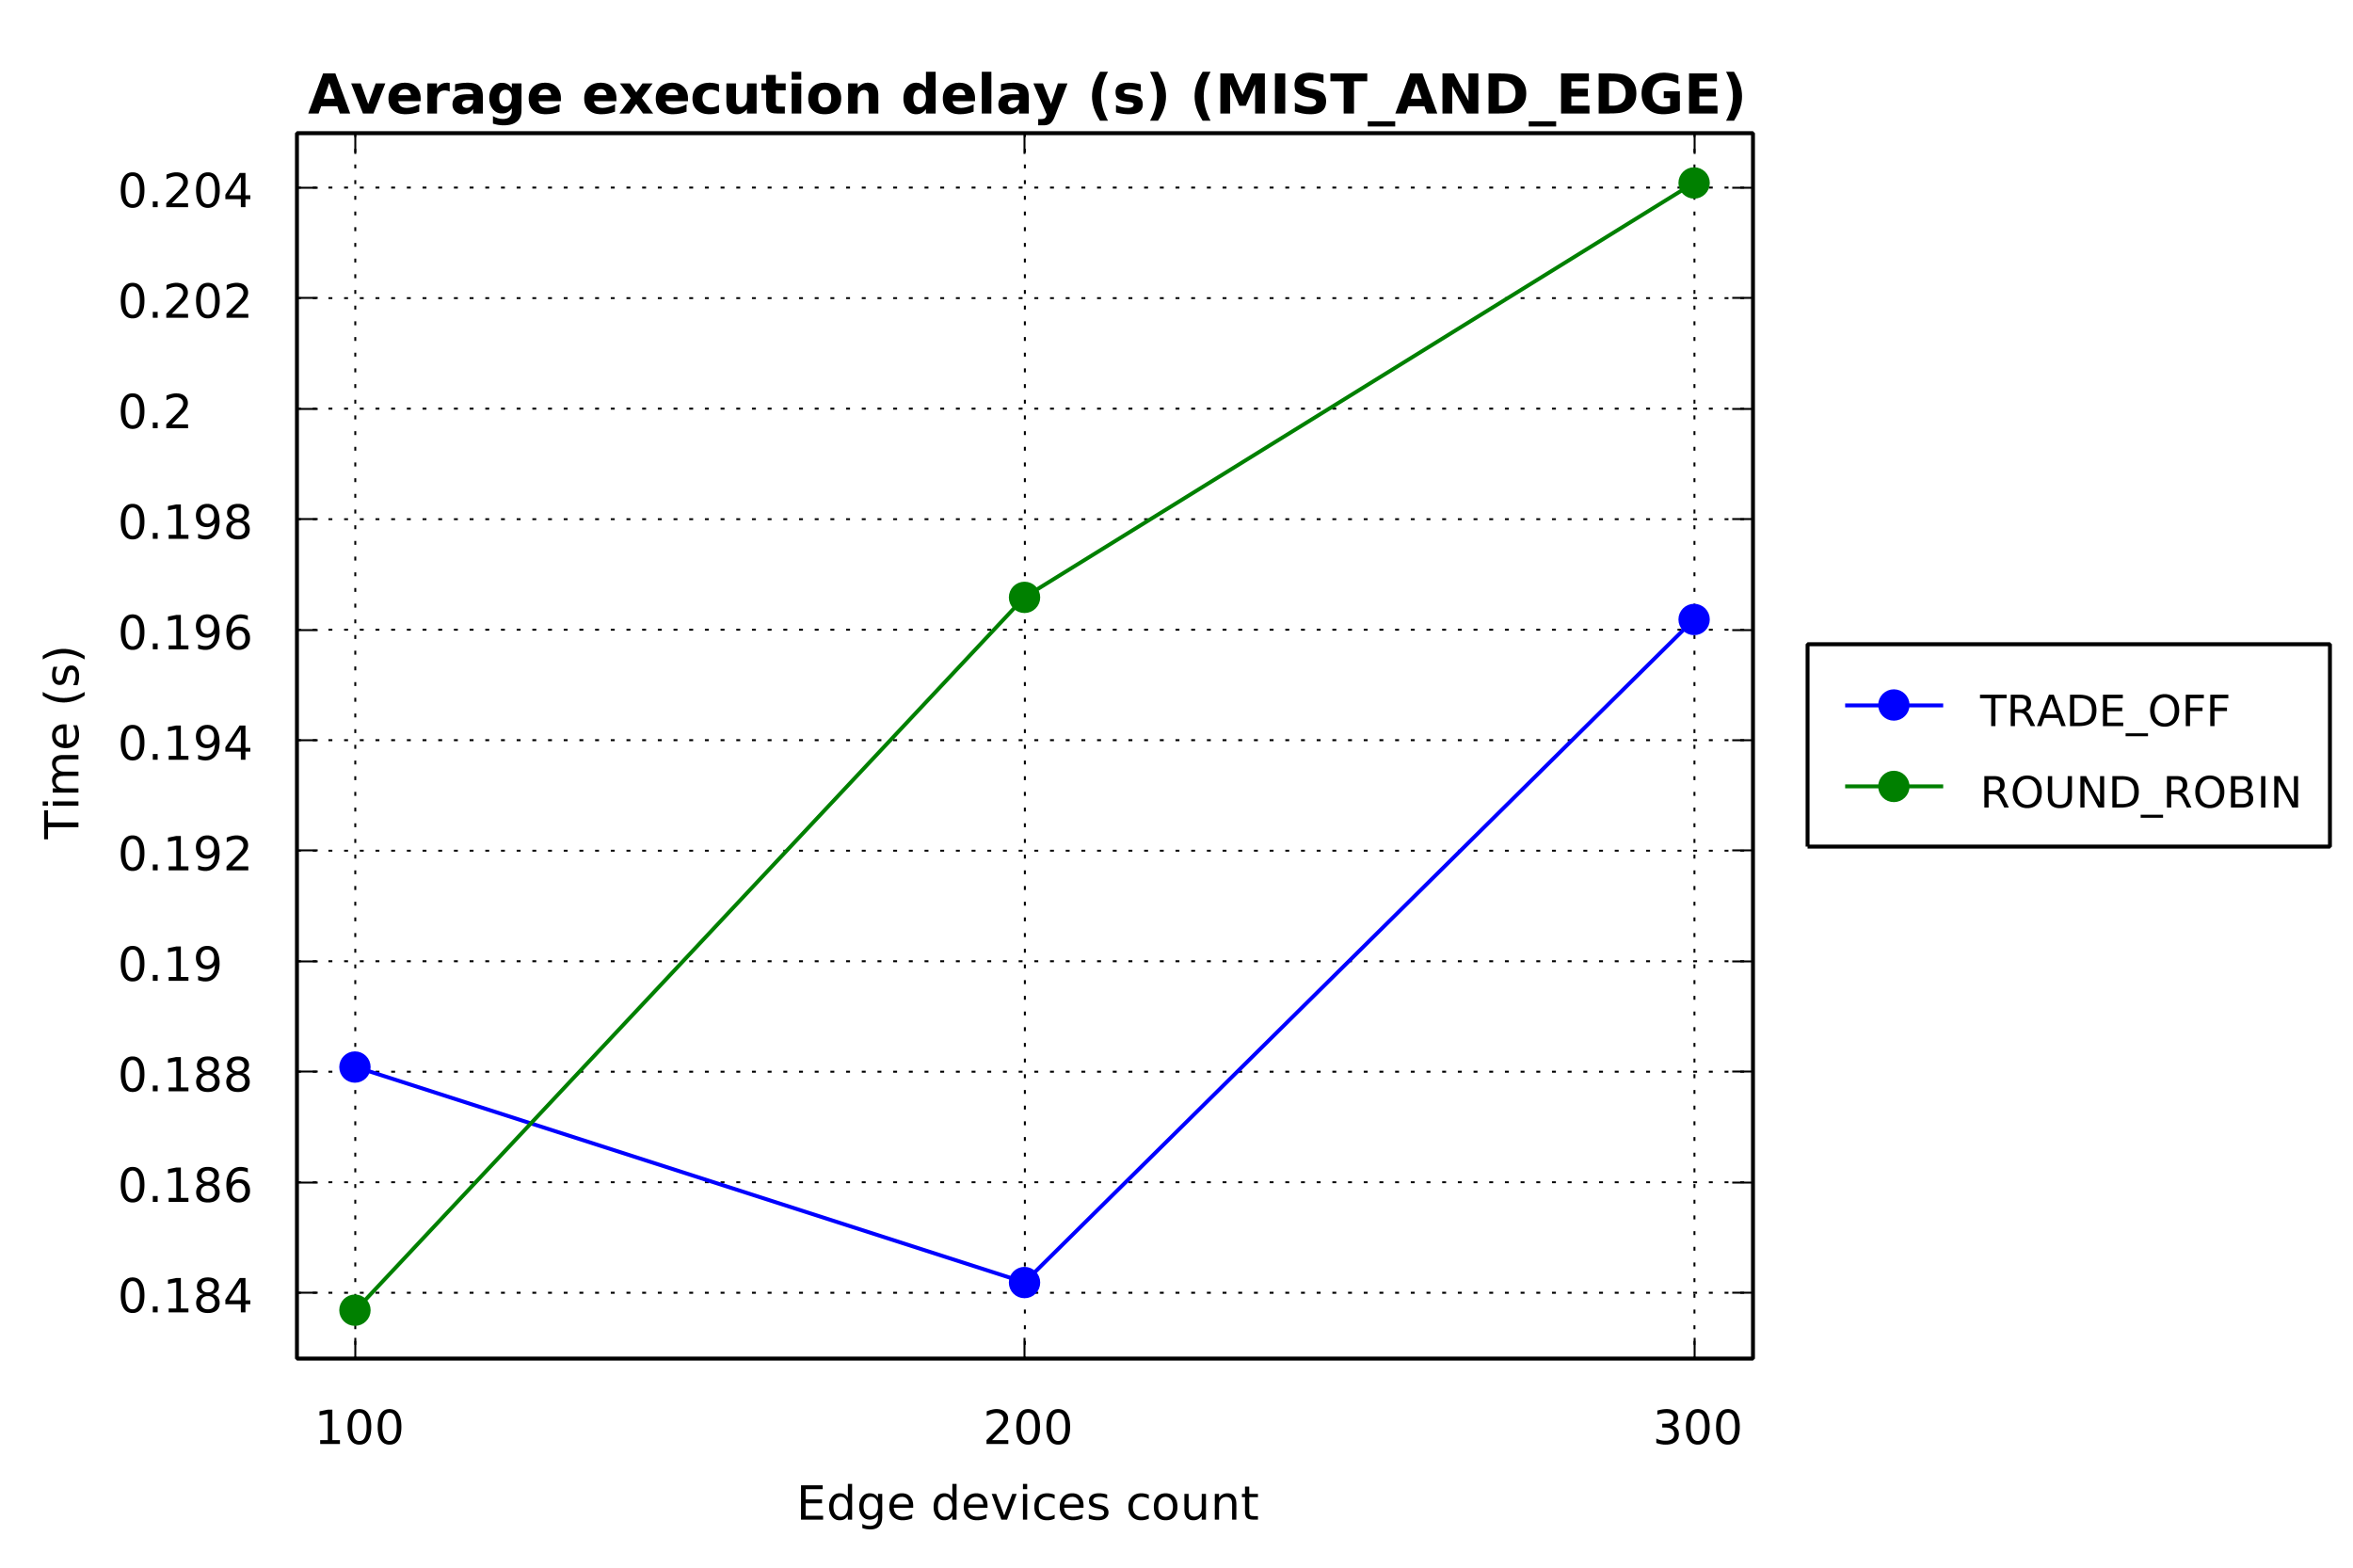 Average execution delay (s) (MIST_AND_EDGE)
0.204
0.202
0.2
0.198
0.196
0.194
0.192
0.19
0.188
0.186
0.184
Time (s)
100 200 300
Edge devices count
TRADE_OFF
ROUND_ROBIN